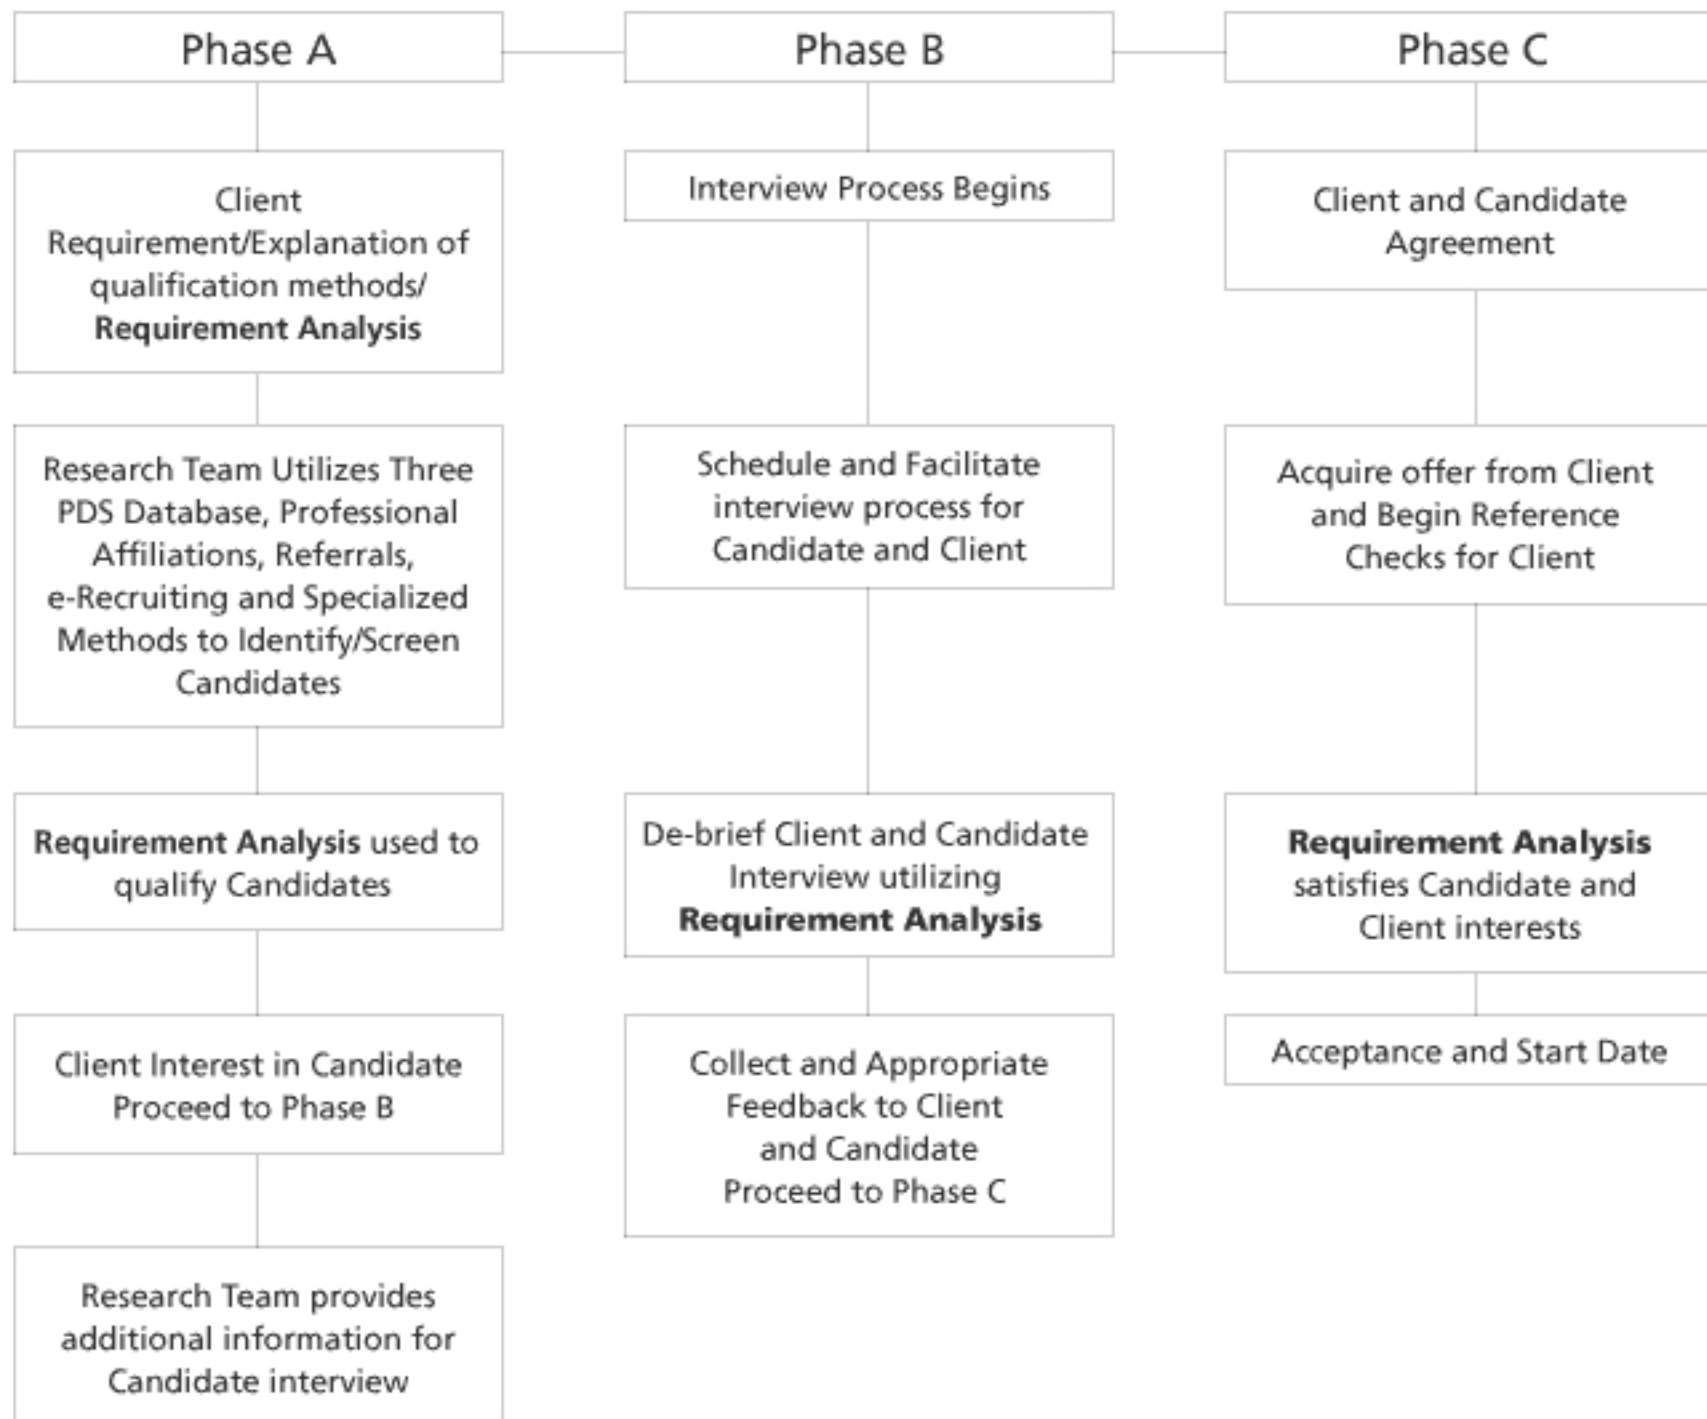 Phase A
Client
Requirement/Explanation of
qualification methods/
Requirement Analysis
Research Team Utilizes Three
PDS Database, Professional
Affiliations, Referrals,
e-Recruiting and Specialized
Methods to Identify/Screen
Candidates
Requirement Analysis used to
qualify Candidates
Client Interest in Candidate
Proceed to Phase B
Research Team provides
additional information for
Candidate interview
Phase B
Interview Process Begins
Schedule and Facilitate
interview process for
Candidate and Client
De-brief Client and Candidate
Interview utilizing
Requirement Analysis
Collect and Appropriate
Feedback to Client
and Candidate
Proceed to Phase C
Phase C
Client and Candidate
Agreement
Acquire offer from Client
and Begin Reference
Checks for Client
Requirement Analysis
satisfies Candidate and
Client interests
Acceptance and Start Date